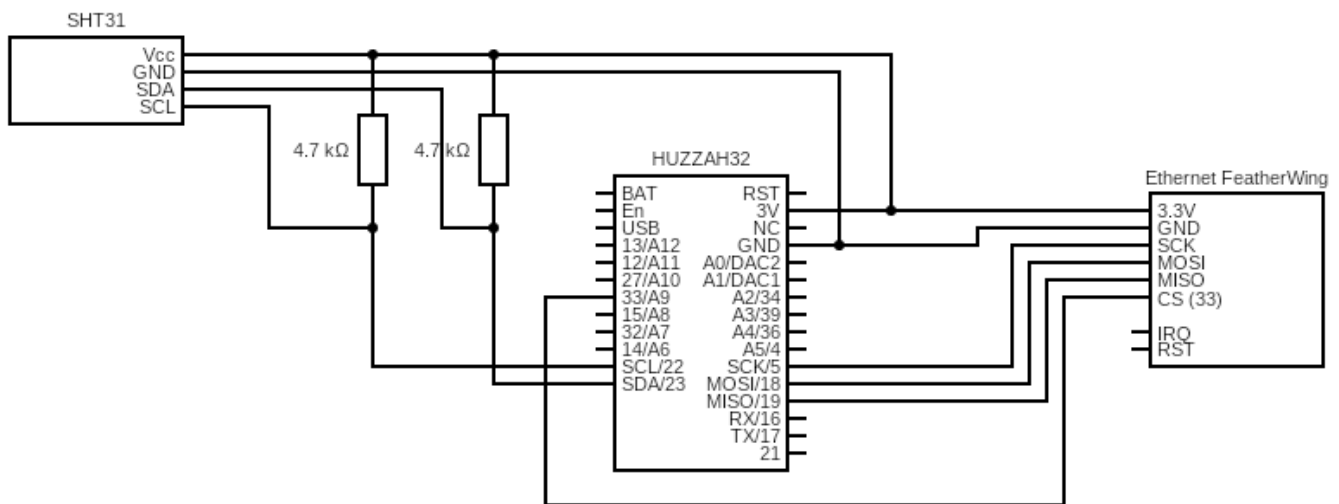 SHT31
Vcc
GND
SDA
SCL
4.7 kΩ
4.7 kΩ
HUZZAH32
BAT
En
USB
13/A12
12/A11
27/A10
33/A9
15/A8
32/A7
14/A6
SCL/22
SDA/23
RST
3V
NC
GND
A0/DAC2
A1/DAC1
A2/34
A3/39
A4/36
A5/4
SCK/5
MOSI/18
MISO/19
RX/16
TX/17
21
Ethernet FeatherWing
3.3V
GND
SCK
MOSI
MISO
CS (33)
IRQ
RST